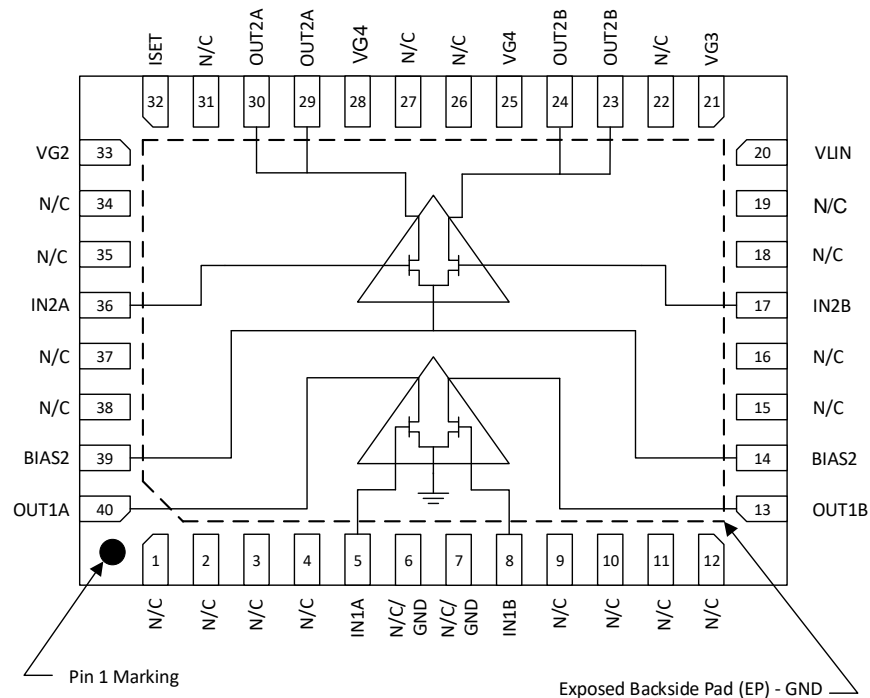 ISET
N/C
OUT2A
OUT2A
VG4
N/C
N/C
VG4
OUT2B
OUT2B
N/C
VG3
32
31
30
29
28
27
26
25
24
23
22
21
VG2
33
20
VLIN
N/C
34
19
N/C
N/C
35
18
N/C
IN2A
36
17
IN2B
N/C
37
16
N/C
N/C
38
15
N/C
BIAS2
39
14
BIAS2
OUT1A
40
13
OUT1B
1
2
3
4
5
6
7
8
9
10
11
12
N/C
N/C
N/C
N/C
IN1A
N/C/
GND
N/C/
GND
IN1B
N/C
N/C
N/C
N/C
Pin 1 Marking
Exposed Backside Pad (EP) - GND